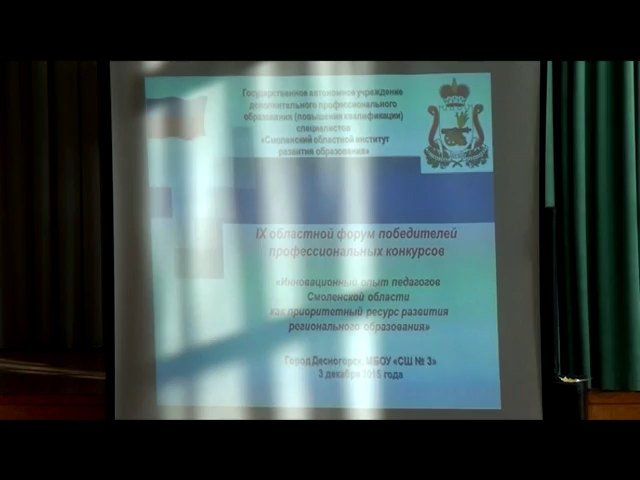 Государственное автономное учреждение
дополнительного профессионального
образования (повышения квалификации)
специалистов
«Смоленский областной институт
развития образования»
IX областной форум победителей
профессиональных конкурсов
«Инновационный опыт педагогов
Смоленской области
как приоритетный ресурс развития
регионального образования»
Город Десногорск, МБОУ «СШ № 3»
3 декабря 2015 года